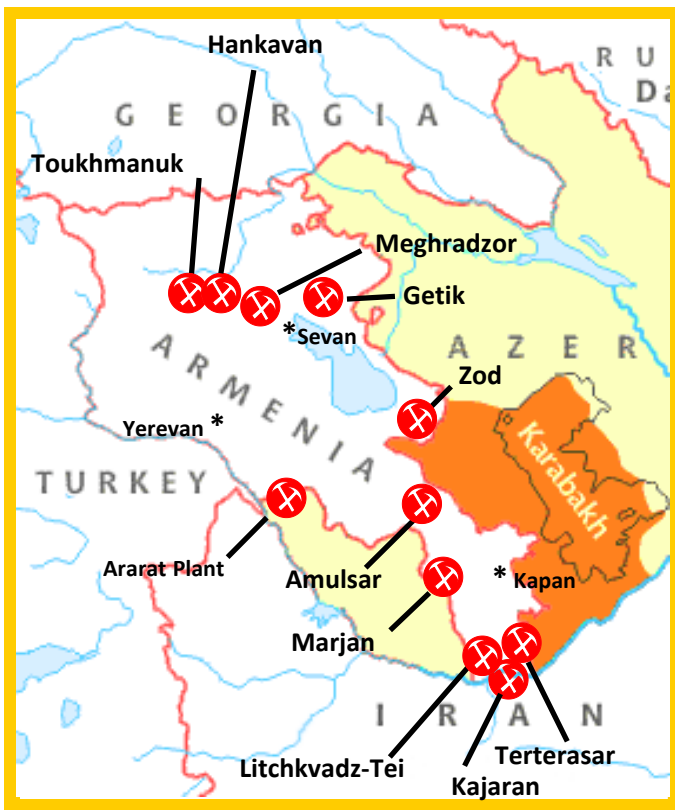 Hankavan
R U
Da
G E O R G I A
Toukhmanuk
Meghradzor
Getik
*Sevan
A Z E R
A R M E N I A
Zod
Yerevan *
Karabakh
T U R K E Y
Ararat Plant
Amulsar
* Kapan
Marjan
I R A N
Terterasar
Litchkvadz-Tei
Kajaran